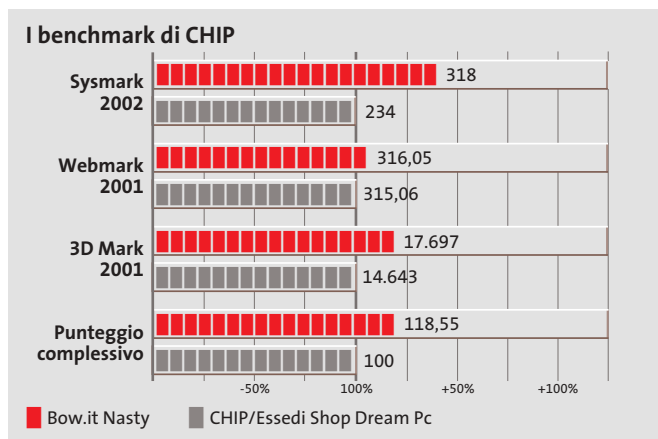 I benchmark di CHIP
Sysmark
2002
318
234
Webmark
2001
316,05
315,06
3D Mark
2001
17.697
14.643
Punteggio
complessivo
118,55
100
-50% 100% +50% +100%
Bow.it Nasty CHIP/Essedi Shop Dream Pc